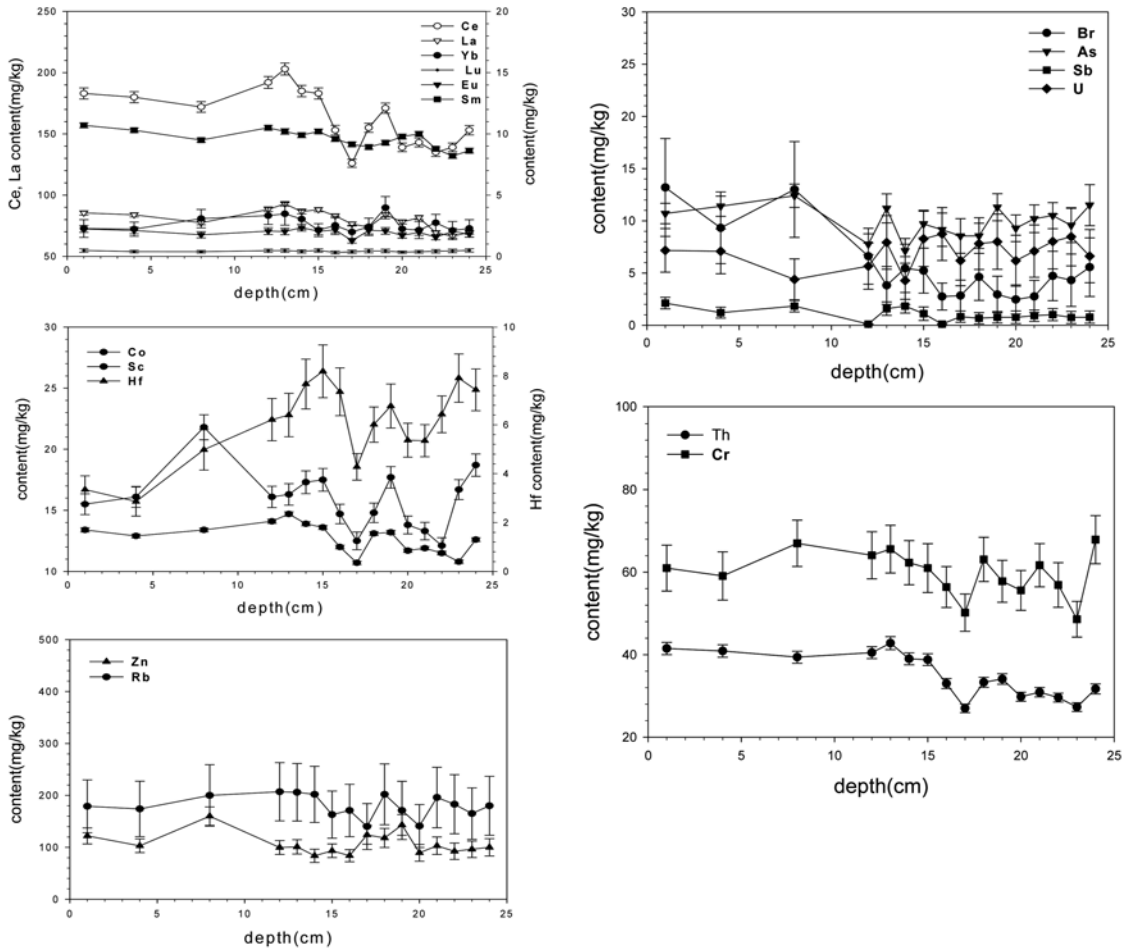 250
200
150
100
50
Ce, La content(mg/kg)
20
15
10
5
0
content(mg/kg)
Ce
La
Yb
Lu
Eu
Sm
0 5 10 15 20 25
depth(cm)
30
25
20
15
10
content(mg/kg)
10
8
6
4
2
0
Hf content(mg/kg)
Co
Sc
Hf
0 5 10 15 20 25
depth(cm)
500
400
300
200
100
0
content(mg/kg)
Zn
Rb
0 5 10 15 20 25
depth(cm)
30
25
20
15
10
5
0
content(mg/kg)
Br
As
Sb
U
0 5 10 15 20 25
depth(cm)
100
80
60
40
20
content(mg/kg)
Th
Cr
0 5 10 15 20 25
depth(cm)